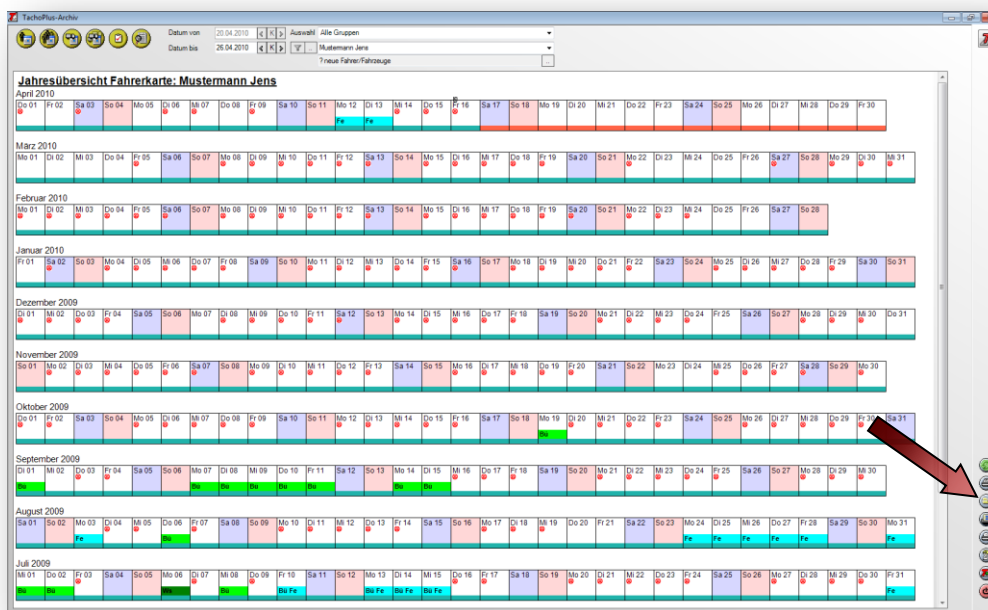 TachoPlus-Archiv
Datum von 20.04.2010 < K > Auswahl Alle Gruppen
Datum bis 26.04.2010 < K > .. Mustermann Jens
? neue Fahrer/Fahrzeuge ...
Jahresübersicht Fahrerkarte: Mustermann Jens
April 2010
Do 01 Fr 02 Sa 03 So 04 Mo 05 Di 06 Mi 07 Do 08 Fr 09 Sa 10 So 11 Mo 12 Di 13 Mi 14 Do 15 Fr 16 Sa 17 So 18 Mo 19 Di 20 Mi 21 Do 22 Fr 23 Sa 24 So 25 Mo 26 Di 27 Mi 28 Do 29 Fr 30
Fe Fe
März 2010
Mo 01 Di 02 Mi 03 Do 04 Fr 05 Sa 06 So 07 Mo 08 Di 09 Mi 10 Do 11 Fr 12 Sa 13 So 14 Mo 15 Di 16 Mi 17 Do 18 Fr 19 Sa 20 So 21 Mo 22 Di 23 Mi 24 Do 25 Fr 26 Sa 27 So 28 Mo 29 Di 30 Mi 31
Februar 2010
Mo 01 Di 02 Mi 03 Do 04 Fr 05 Sa 06 So 07 Mo 08 Di 09 Mi 10 Do 11 Fr 12 Sa 13 So 14 Mo 15 Di 16 Mi 17 Do 18 Fr 19 Sa 20 So 21 Mo 22 Di 23 Mi 24 Do 25 Fr 26 Sa 27 So 28
Januar 2010
Fr 01 Sa 02 So 03 Mo 04 Di 05 Mi 06 Do 07 Fr 08 Sa 09 So 10 Mo 11 Di 12 Mi 13 Do 14 Fr 15 Sa 16 So 17 Mo 18 Di 19 Mi 20 Do 21 Fr 22 Sa 23 So 24 Mo 25 Di 26 Mi 27 Do 28 Fr 29 Sa 30 So 31
Dezember 2009
Di 01 Mi 02 Do 03 Fr 04 Sa 05 So 06 Mo 07 Di 08 Mi 09 Do 10 Fr 11 Sa 12 So 13 Mo 14 Di 15 Mi 16 Do 17 Fr 18 Sa 19 So 20 Mo 21 Di 22 Mi 23 Do 24 Fr 25 Sa 26 So 27 Mo 28 Di 29 Mi 30 Do 31
November 2009
So 01 Mo 02 Di 03 Mi 04 Do 05 Fr 06 Sa 07 So 08 Mo 09 Di 10 Mi 11 Do 12 Fr 13 Sa 14 So 15 Mo 16 Di 17 Mi 18 Do 19 Fr 20 Sa 21 So 22 Mo 23 Di 24 Mi 25 Do 26 Fr 27 Sa 28 So 29 Mo 30
Oktober 2009
Do 01 Fr 02 Sa 03 So 04 Mo 05 Di 06 Mi 07 Do 08 Fr 09 Sa 10 So 11 Mo 12 Di 13 Mi 14 Do 15 Fr 16 Sa 17 So 18 Mo 19 Di 20 Mi 21 Do 22 Fr 23 Sa 24 So 25 Mo 26 Di 27 Mi 28 Do 29 Fr 30 Sa 31
Bü
September 2009
Di 01 Mi 02 Do 03 Fr 04 Sa 05 So 06 Mo 07 Di 08 Mi 09 Do 10 Fr 11 Sa 12 So 13 Mo 14 Di 15 Mi 16 Do 17 Fr 18 Sa 19 So 20 Mo 21 Di 22 Mi 23 Do 24 Fr 25 Sa 26 So 27 Mo 28 Di 29 Mi 30
Bü Bü Bü Bü Bü Bü Bü Bü
August 2009
Sa 01 So 02 Mo 03 Di 04 Mi 05 Do 06 Fr 07 Sa 08 So 09 Mo 10 Di 11 Mi 12 Do 13 Fr 14 Sa 15 So 16 Mo 17 Di 18 Mi 19 Do 20 Fr 21 Sa 22 So 23 Mo 24 Di 25 Mi 26 Do 27 Fr 28 Sa 29 So 30 Mo 31
Fe Bü Fe Fe Fe Fe Fe Fe
Juli 2009
Mi 01 Do 02 Fr 03 Sa 04 So 05 Mo 06 Di 07 Mi 08 Do 09 Fr 10 Sa 11 So 12 Mo 13 Di 14 Mi 15 Do 16 Fr 17 Sa 18 So 19 Mo 20 Di 21 Mi 22 Do 23 Fr 24 Sa 25 So 26 Mo 27 Di 28 Mi 29 Do 30 Fr 31
Bü Bü Bü Bü Fe Bü Fe Bü Fe Bü Fe Fe